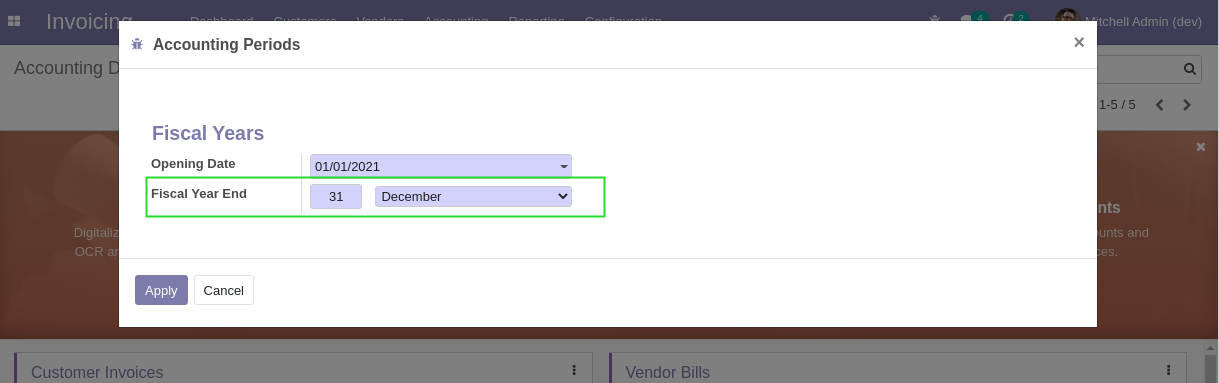 Invoicing Dashboard Customers Vendors Accounting Reporting Configuration 4 2 Mitchell Admin (dev)
Accounting Periods ×
Accounting D
1-5 / 5
Fiscal Years
Opening Date 01/01/2021
Fiscal Year End 31 December
nts
Digitaliz unts and
OCR ar ces.
Apply Cancel
Customer Invoices Vendor Bills